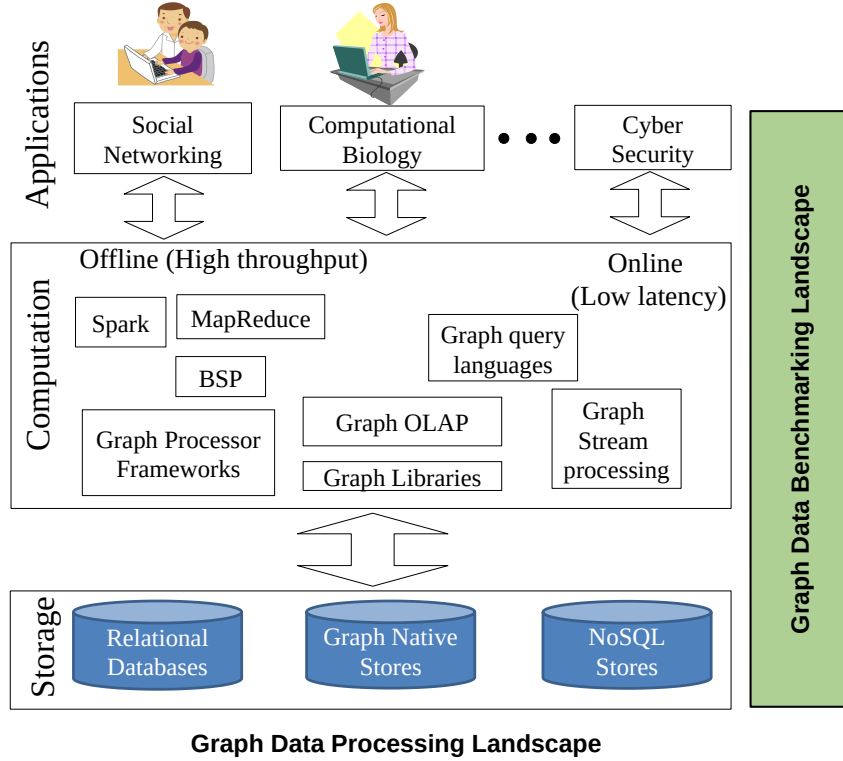 Applications
Social
Networking
Computational
Biology
Cyber
Security
Computation
Offline (High throughput)
Online
(Low latency)
Spark
MapReduce
Graph query
languages
BSP
Graph Processor
Frameworks
Graph OLAP
Graph Libraries
Graph
Stream
processing
Storage
Relational
Databases
Graph Native
Stores
NoSQL
Stores
Graph Data Benchmarking Landscape
Graph Data Processing Landscape